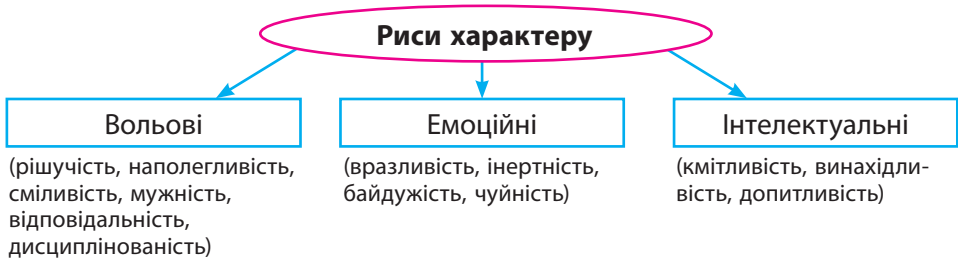 Риси характеру
Вольові
(рішучість, наполегливість,
сміливість, мужність,
відповідальність,
дисциплінованість)
Емоційні
(вразливість, інертність,
байдужість, чуйність)
Інтелектуальні
(кмітливість, винахідли-
вість, допитливість)